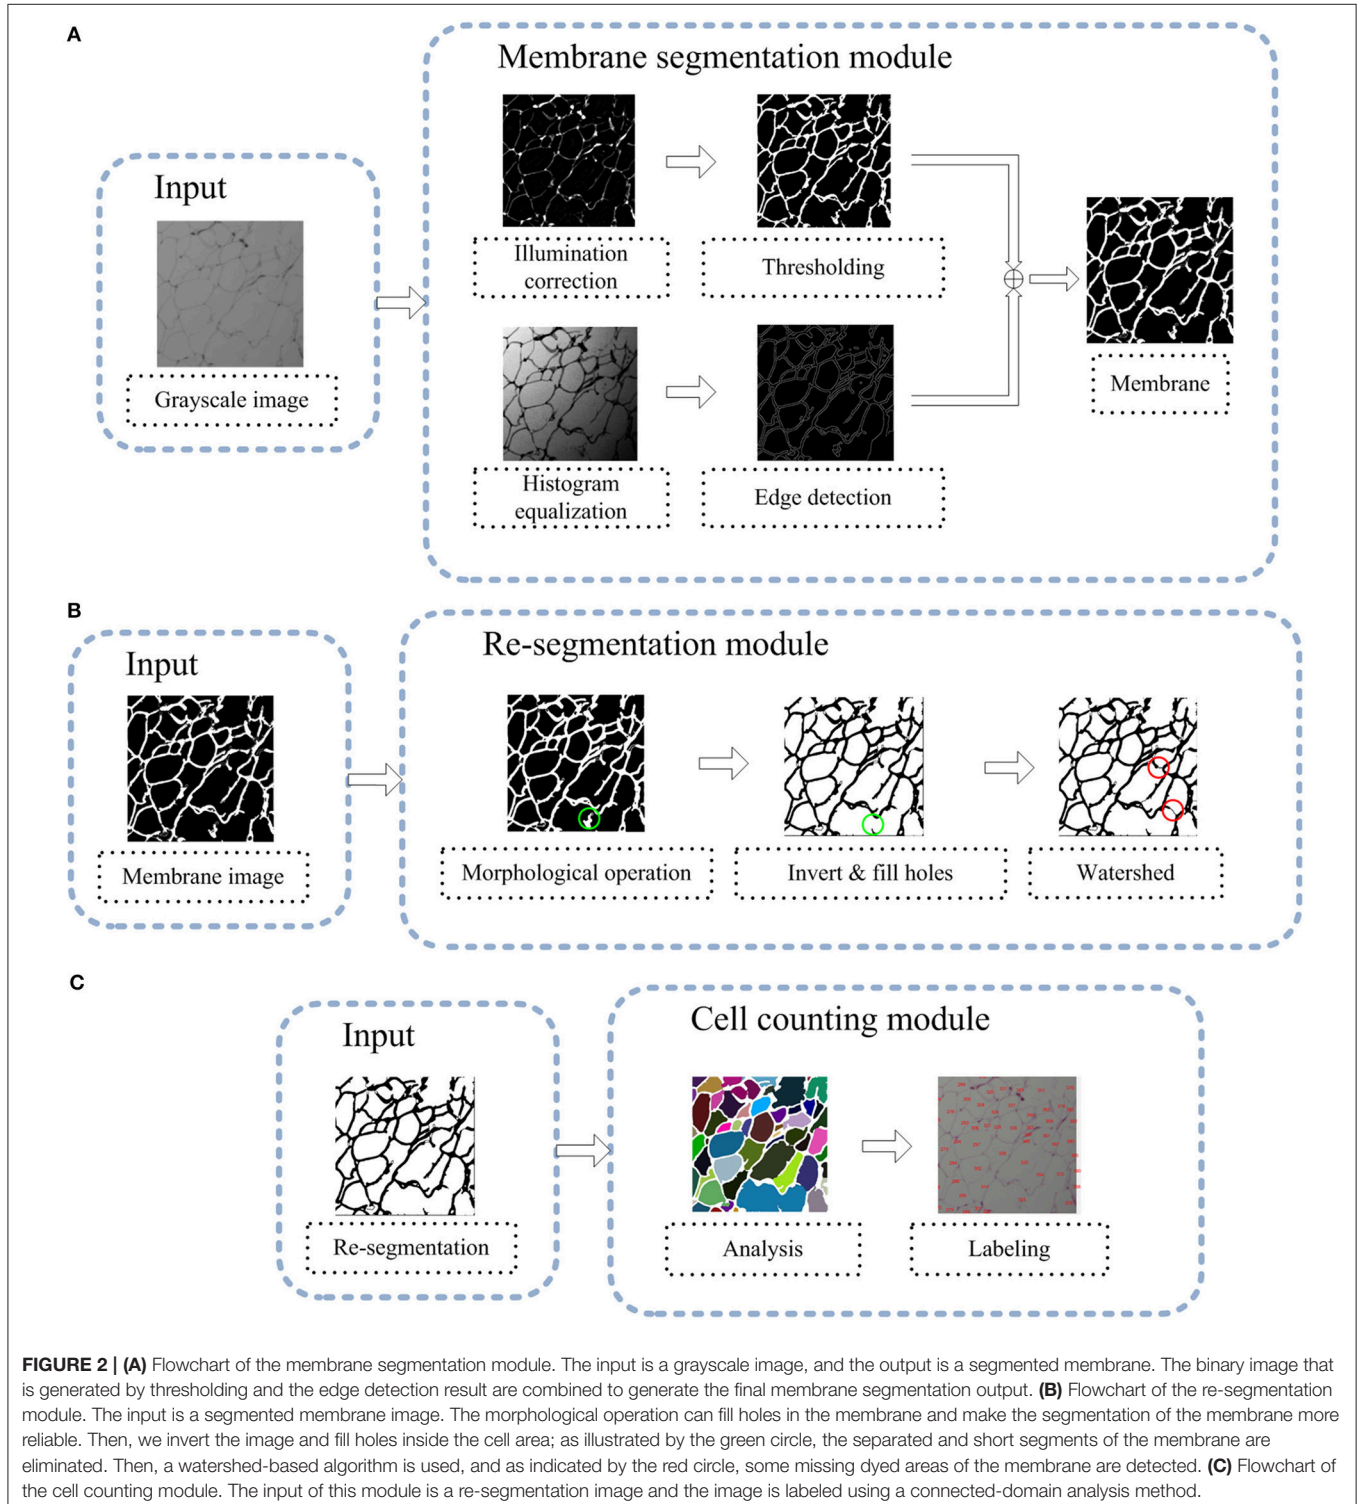 A
Membrane segmentation module
Input
Grayscale image
Illumination
correction
Thresholding
Histogram
equalization
Edge detection
Membrane
B
Input
Membrane image
Re-segmentation module
Morphological operation
Invert & fill holes
Watershed
C
Input
Re-segmentation
Cell counting module
Analysis
Labeling
FIGURE 2 | (A) Flowchart of the membrane segmentation module. The input is a grayscale image, and the output is a segmented membrane. The binary image that
is generated by thresholding and the edge detection result are combined to generate the final membrane segmentation output. (B) Flowchart of the re-segmentation
module. The input is a segmented membrane image. The morphological operation can fill holes in the membrane and make the segmentation of the membrane more
reliable. Then, we invert the image and fill holes inside the cell area; as illustrated by the green circle, the separated and short segments of the membrane are
eliminated. Then, a watershed-based algorithm is used, and as indicated by the red circle, some missing dyed areas of the membrane are detected. (C) Flowchart of
the cell counting module. The input of this module is a re-segmentation image and the image is labeled using a connected-domain analysis method.